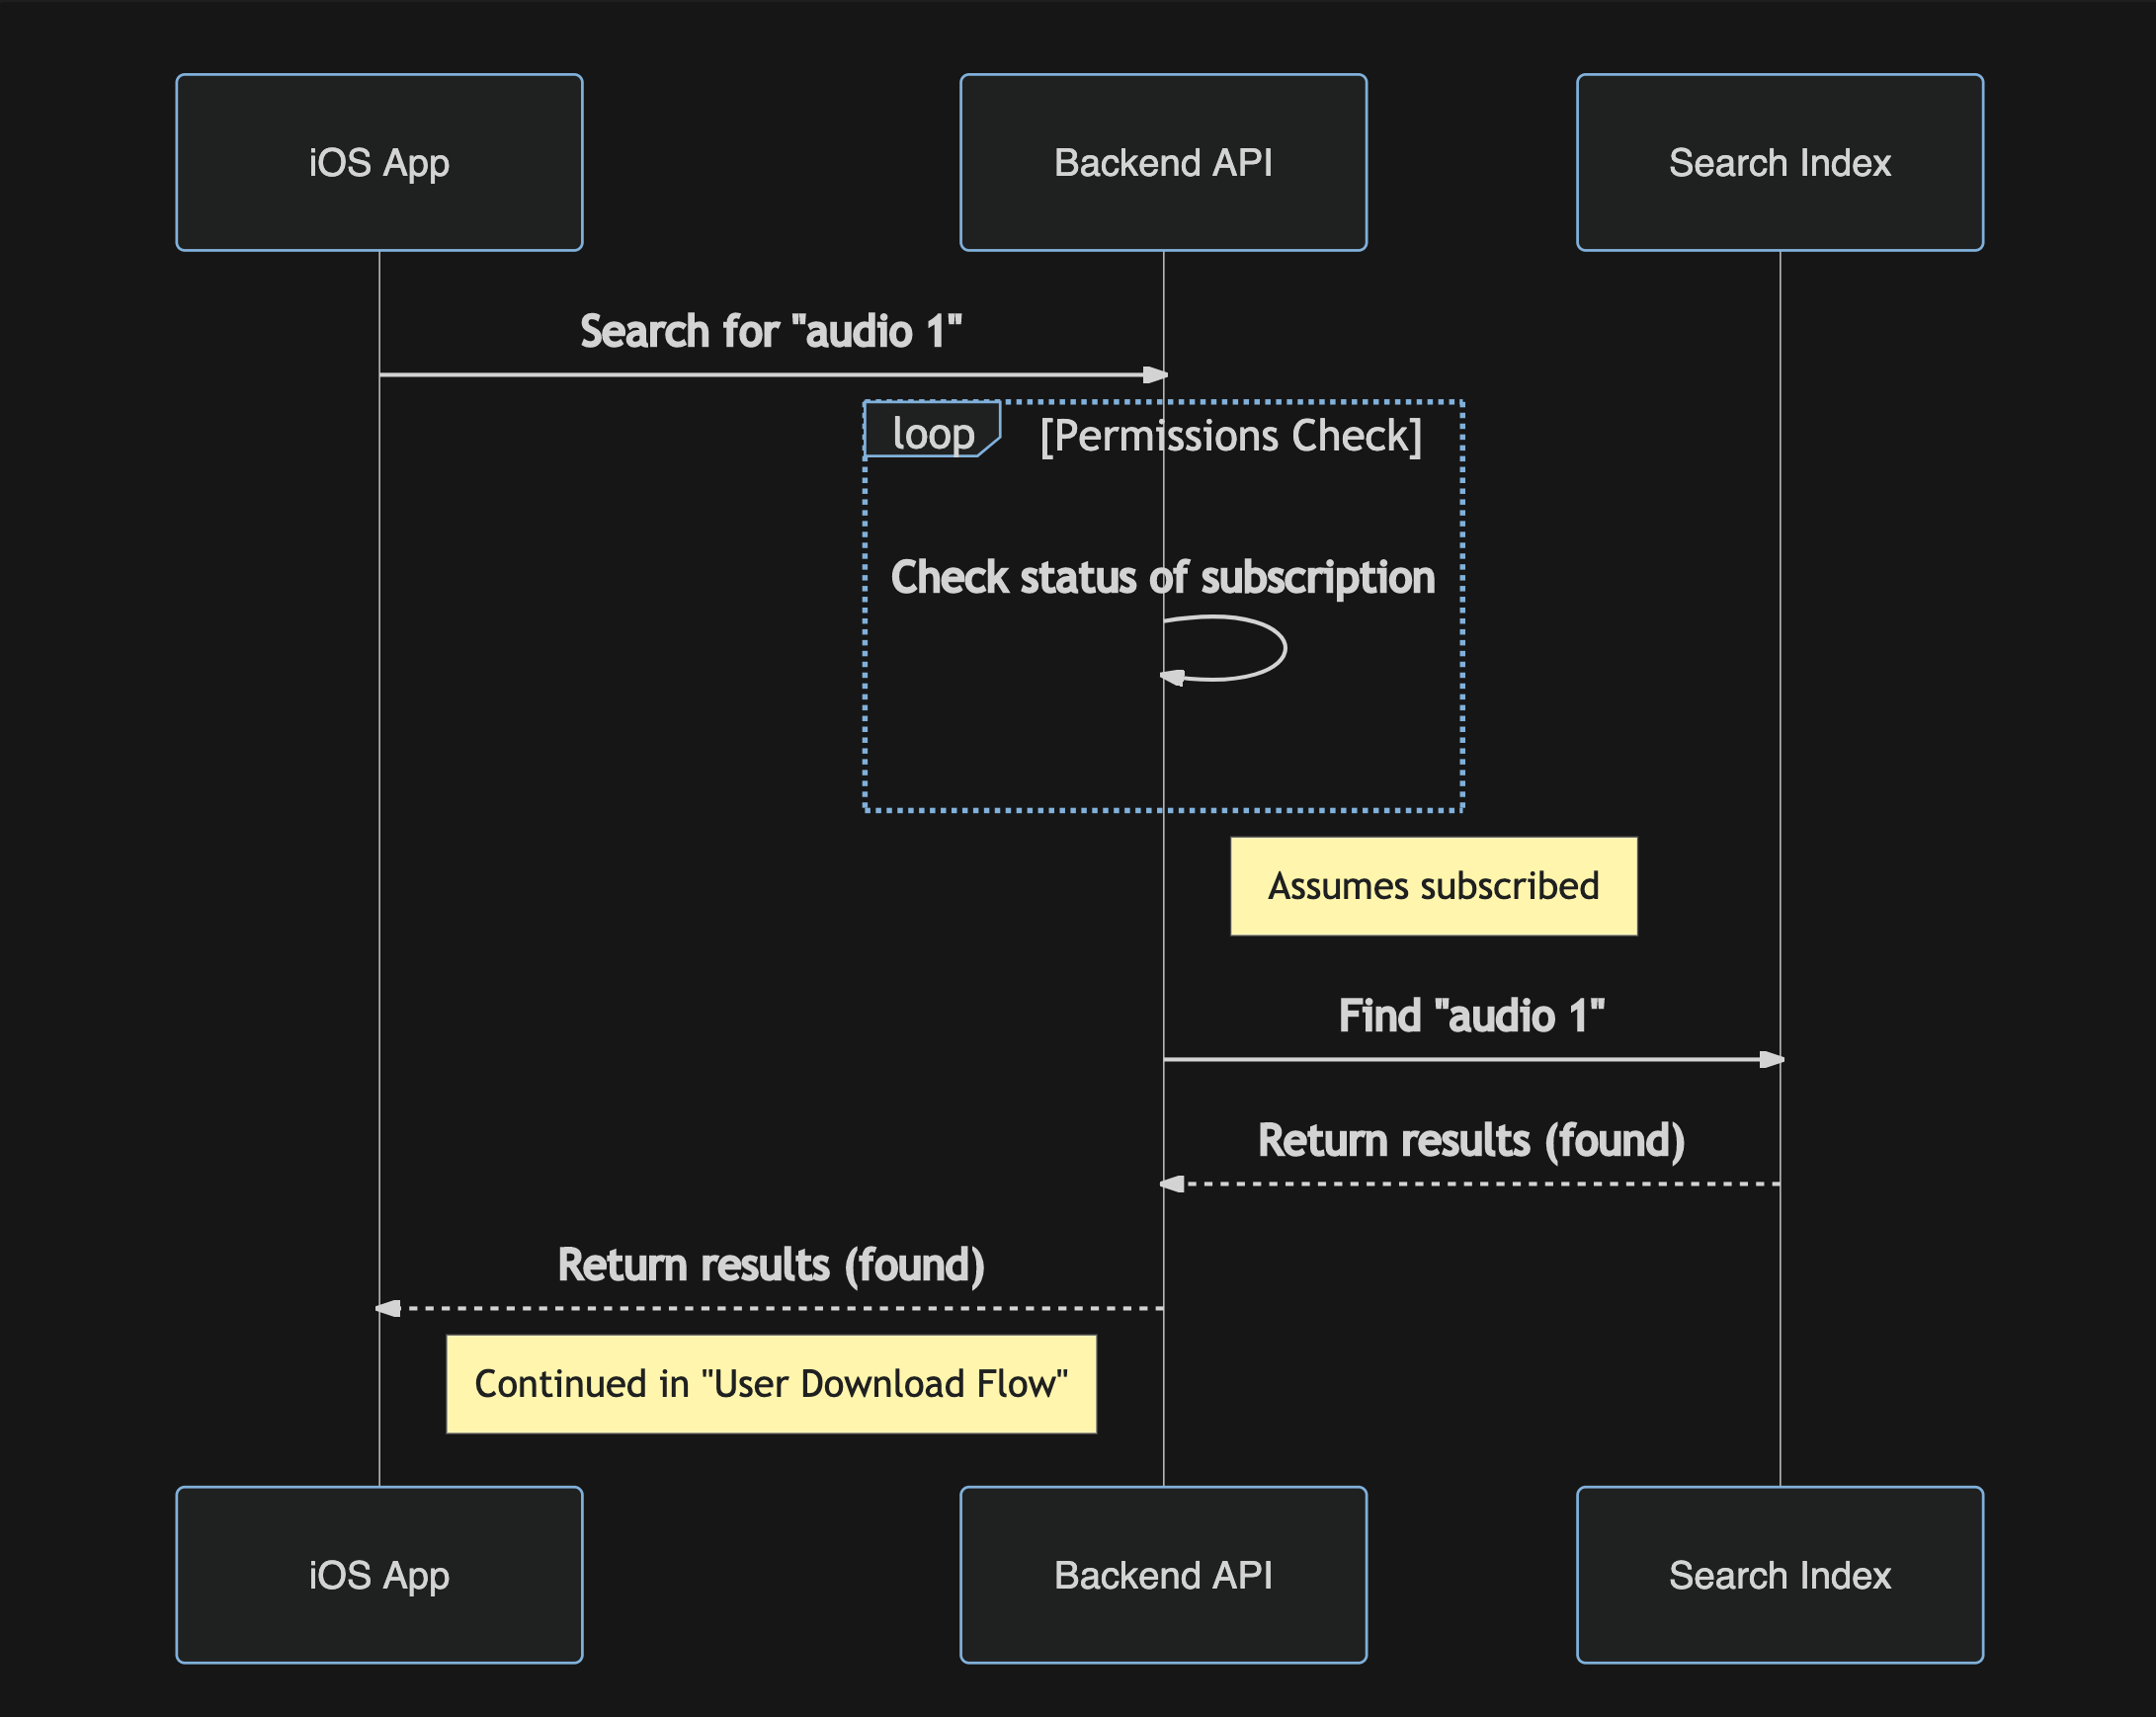 iOS App
Backend API
Search Index
Search for "audio 1"
loop
[Permissions Check]
Check status of subscription
Assumes subscribed
Find "audio 1"
Return results (found)
Return results (found)
Continued in "User Download Flow"
iOS App
Backend API
Search Index